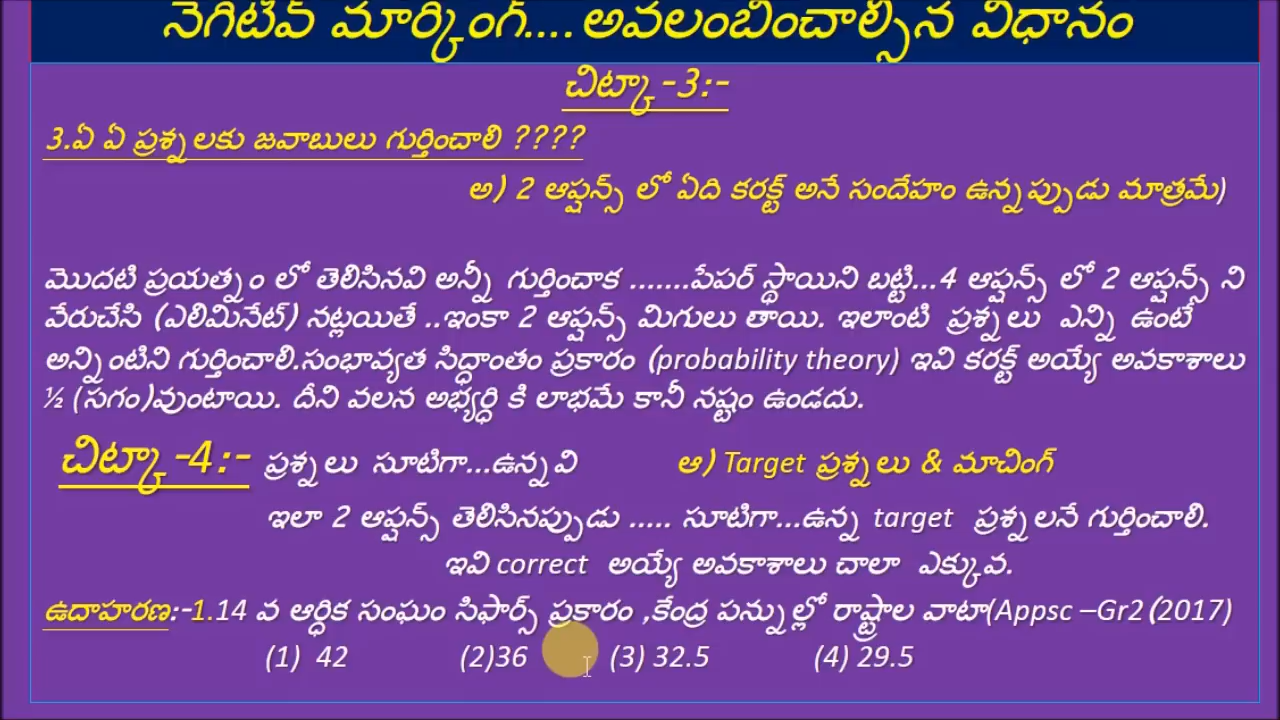 నెగిటివ్ మార్కింగ్....అవలంబించాల్సిన విధానం
చిట్కా -3:-
3.ఏ ఏ ప్రశ్నలకు జవాబులు గుర్తించాలి ????
అ) 2 ఆప్షన్స్ లో ఏది కరక్ట్ అనే సందేహం ఉన్నప్పుడు మాత్రమే)
మొదటి ప్రయత్నం లో తెలిసినవి అన్నీ గుర్తించాక .......పేపర్ స్థాయిని బట్టి...4 ఆప్షన్స్ లో 2 ఆప్షన్స్ ని
వేరుచేసి (ఎలిమినేట్) నట్లయితే ..ఇంకా 2 ఆప్షన్స్ మిగులు తాయి. ఇలాంటి ప్రశ్నలు ఎన్ని ఉంటే
అన్నింటిని గుర్తించాలి.సంభావ్యత సిద్ధాంతం ప్రకారం (probability theory) ఇవి కరక్ట్ అయ్యే అవకాశాలు
½ (సగం)వుంటాయి. దీని వలన అభ్యర్ధి కి లాభమే కానీ నష్టం ఉండదు.
చిట్కా -4:- ప్రశ్నలు సూటిగా...ఉన్నవి ఆ) Target ప్రశ్నలు & మాచింగ్
ఇలా 2 ఆప్షన్స్ తెలిసినప్పుడు ..... సూటిగా...ఉన్న target ప్రశ్నలనే గుర్తించాలి.
ఇవి correct అయ్యే అవకాశాలు చాలా ఎక్కువ.
ఉదాహరణ:-1.14 వ ఆర్ధిక సంఘం సిఫార్స్ ప్రకారం ,కేంద్ర పన్నుల్లో రాష్ట్రాల వాటా(Appsc –Gr2(2017)
(1) 42 (2)36 (3) 32.5 (4) 29.5